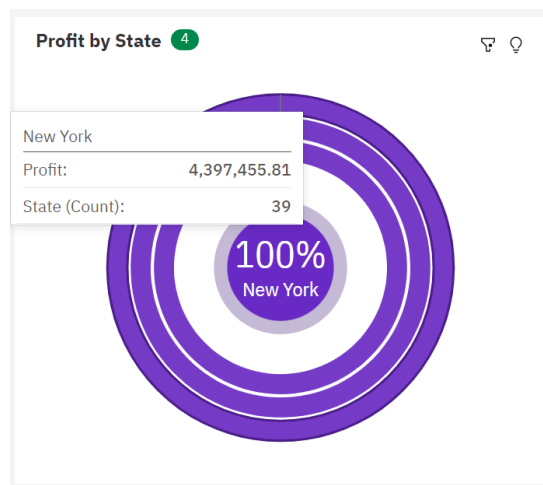 Profit by State 4
New York
Profit: 4,397,455.81
State (Count): 39
100%
New York